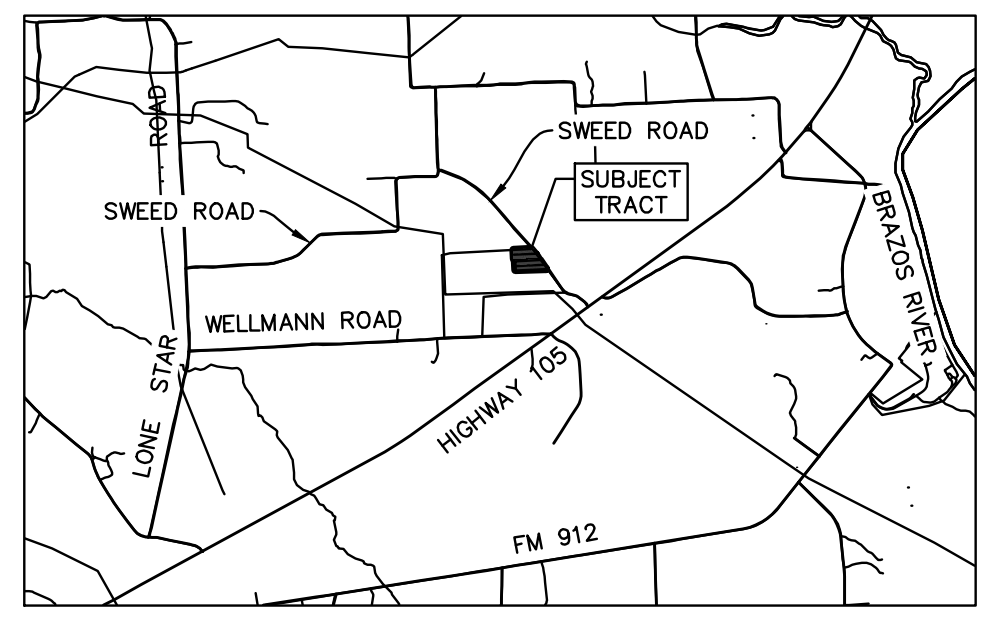 ROAD
SWEED ROAD
SUBJECT
TRACT
SWEED ROAD
BRAZOS RIVER
WELLMANN ROAD
LONE STAR
HIGHWAY 105
FM 912